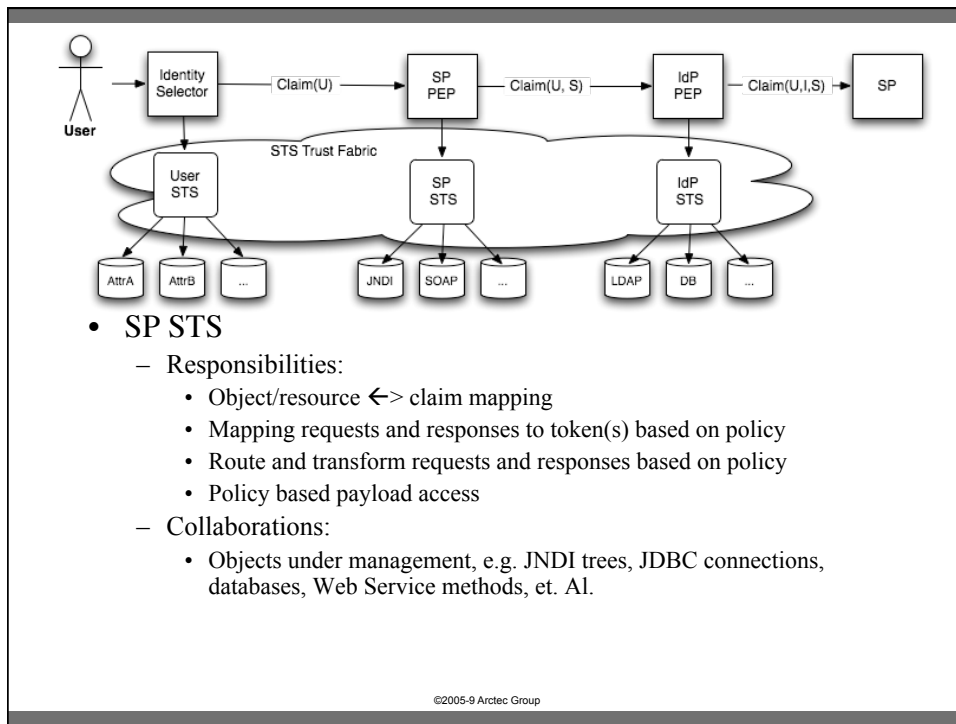 Identity
Selector
Claim(U)
SP
PEP
Claim(U, S)
IdP
PEP
Claim(U,I,S)
SP
User
STS Trust Fabric
User
STS
SP
STS
IdP
STS
AttrA
AttrB
...
JNDI
SOAP
...
LDAP
DB
...
• SP STS
– Responsibilities:
• Object/resource ←> claim mapping
• Mapping requests and responses to token(s) based on policy
• Route and transform requests and responses based on policy
• Policy based payload access
– Collaborations:
• Objects under management, e.g. JNDI trees, JDBC connections,
databases, Web Service methods, et. Al.
©2005-9 Arctec Group